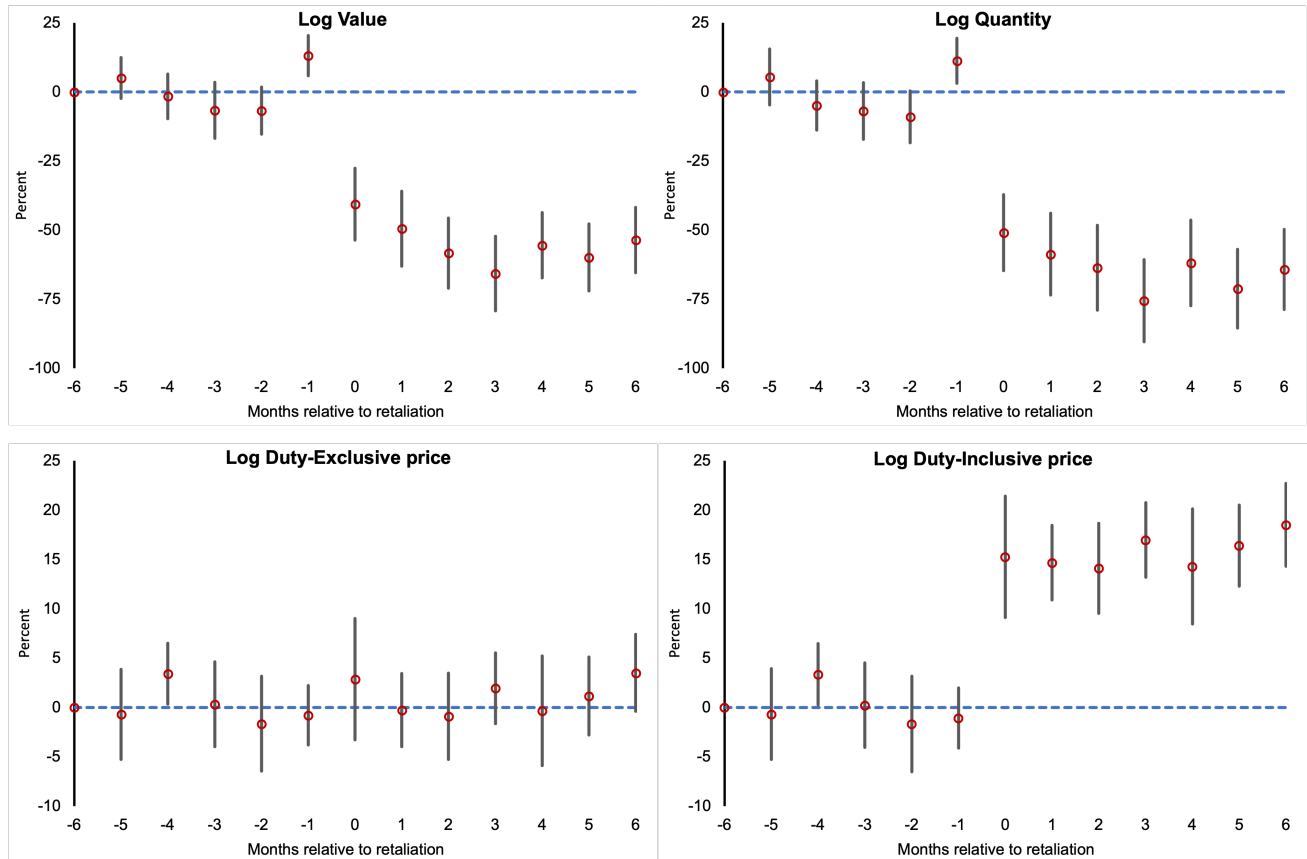 Log Value
25
0
-25
-50
-75
-100
Percent
-6 -5 -4 -3 -2 -1 0 1 2 3 4 5 6
Months relative to retaliation
Log Quantity
25
0
-25
-50
-75
-100
Percent
-6 -5 -4 -3 -2 -1 0 1 2 3 4 5 6
Months relative to retaliation
Log Duty-Exclusive price
25
20
15
10
5
0
-5
-10
Percent
-6 -5 -4 -3 -2 -1 0 1 2 3 4 5 6
Months relative to retaliation
Log Duty-Inclusive price
25
20
15
10
5
0
-5
-10
Percent
-6 -5 -4 -3 -2 -1 0 1 2 3 4 5 6
Months relative to retaliation